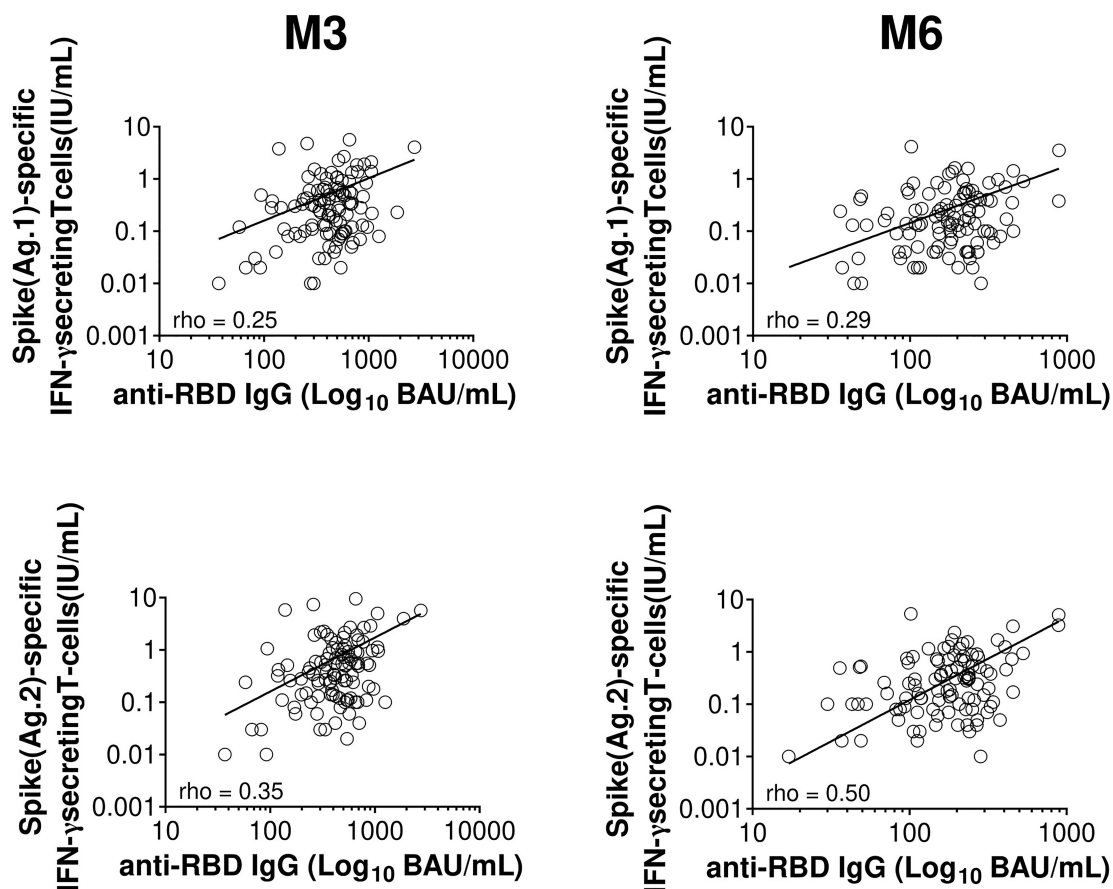 M3
M6
Spike(Ag.1)-specific
IFN-γsecretingTcells(IU/mL)
10
1
0.1
0.01
0.001
rho = 0.25
10 100 1000 10000
anti-RBD IgG (Log10 BAU/mL)
Spike(Ag.1)-specific
IFN-γsecretingTcells(IU/mL)
10
1
0.1
0.01
0.001
rho = 0.29
10 100 1000
anti-RBD IgG (Log10 BAU/mL)
Spike(Ag.2)-specific
IFN-γsecretingT-cells(IU/mL)
10
1
0.1
0.01
0.001
rho = 0.35
10 100 1000 10000
anti-RBD IgG (Log10 BAU/mL)
Spike(Ag.2)-specific
IFN-γsecretingT-cells(IU/mL)
10
1
0.1
0.01
0.001
rho = 0.50
10 100 1000
anti-RBD IgG (Log10 BAU/mL)